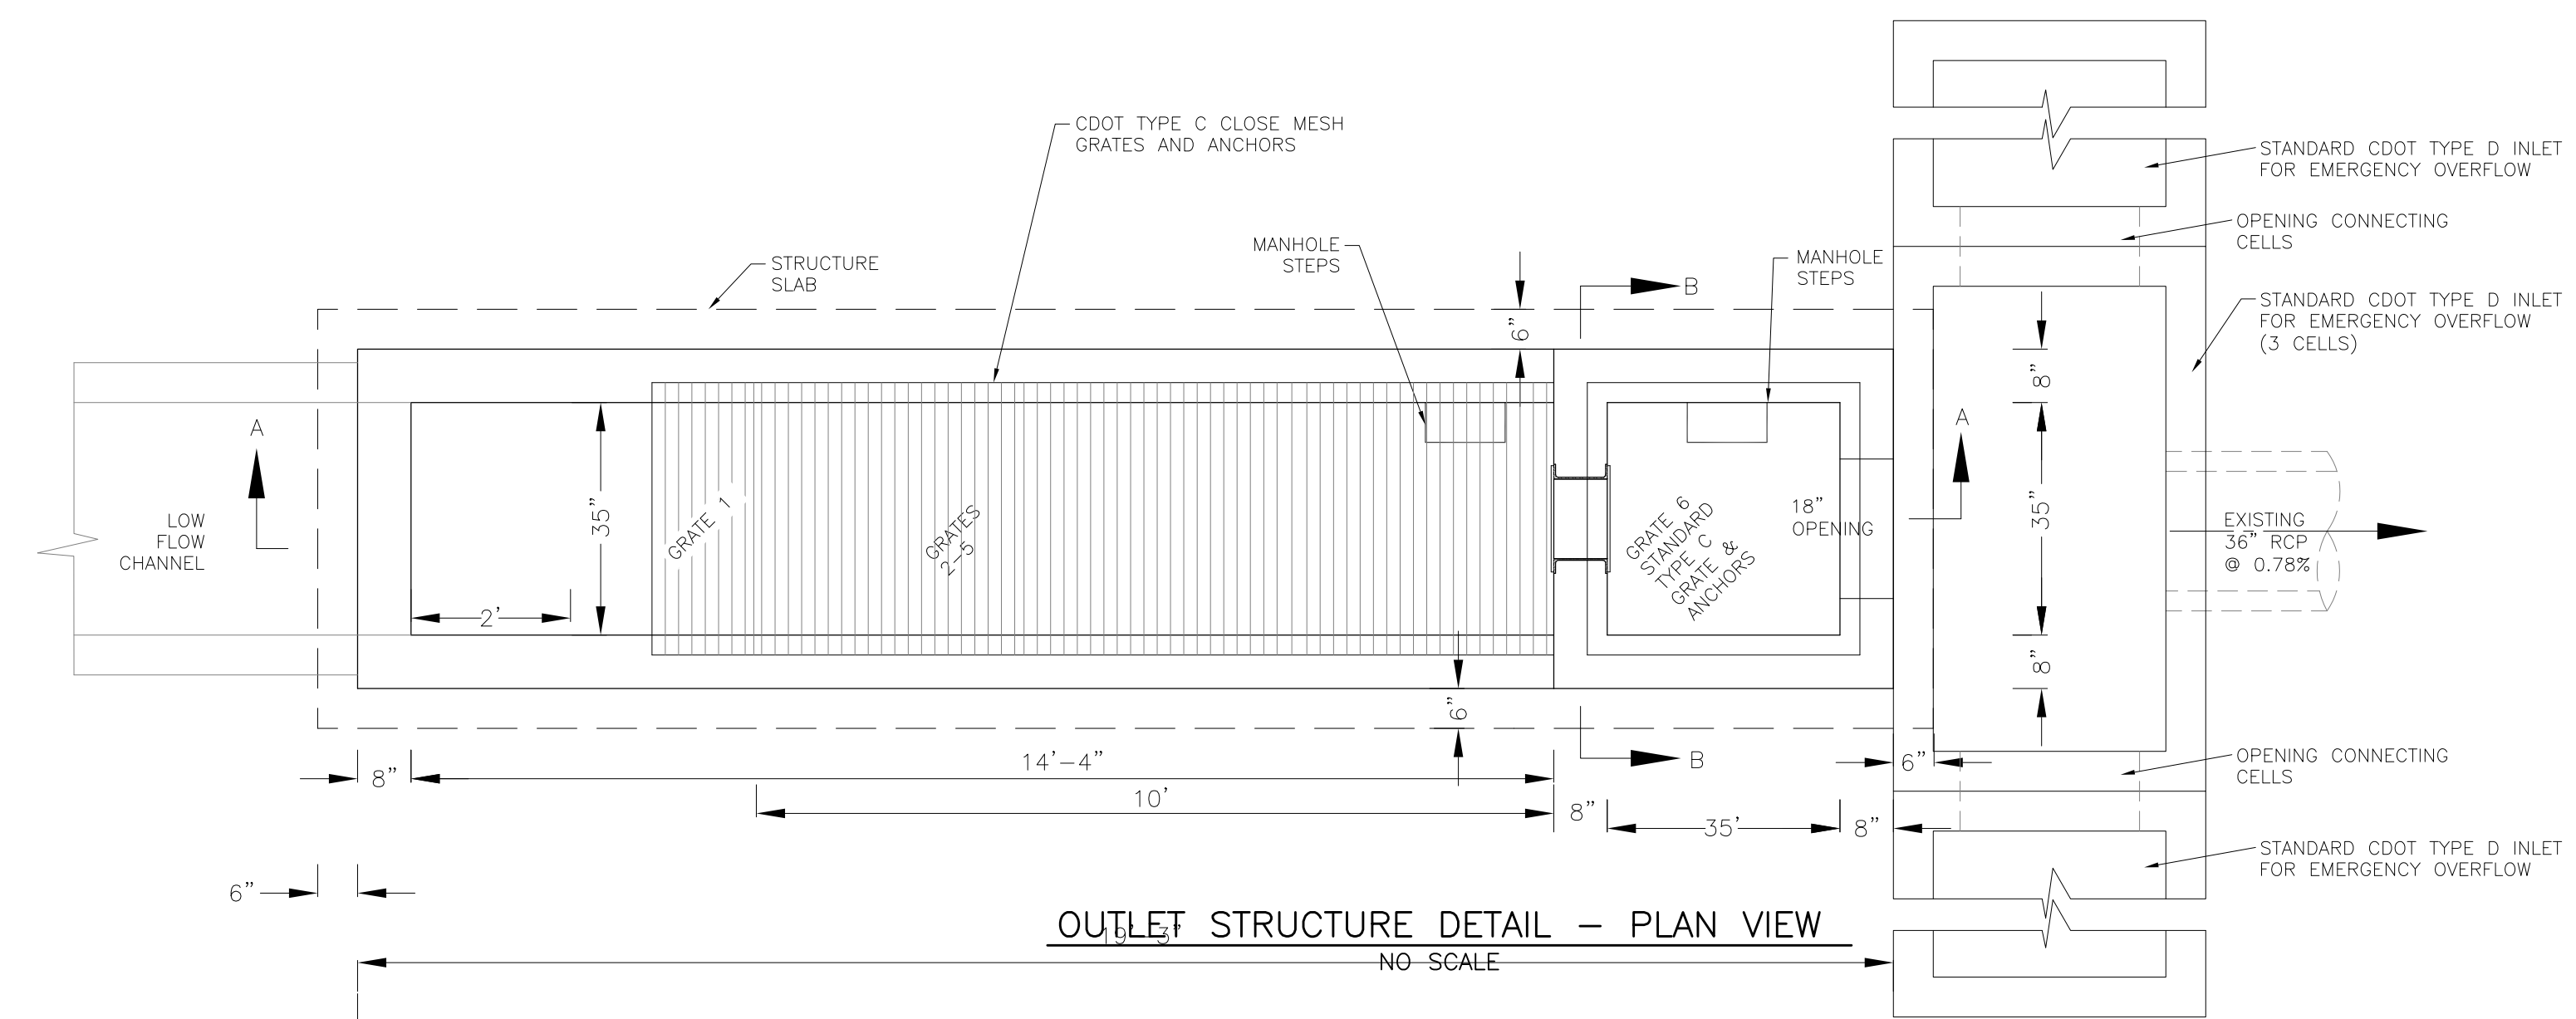 CDOT TYPE C CLOSE MESH
GRATES AND ANCHORS
STANDARD CDOT TYPE D INLET
FOR EMERGENCY OVERFLOW
OPENING CONNECTING
CELLS
MANHOLE
STEPS
MANHOLE
STEPS
STRUCTURE
SLAB
B
STANDARD CDOT TYPE D INLET
FOR EMERGENCY OVERFLOW
(3 CELLS)
6"
8"
A
A
LOW
FLOW
CHANNEL
35"
GRATE 1
GRATES
2-5
GRATE 6
STANDARD
TYPE C
GRATE &
ANCHORS
18"
OPENING
35"
EXISTING
36" RCP
@ 0.78%
2'
8"
6"
B
8"
14'-4"
6"
OPENING CONNECTING
CELLS
10'
8"
35'
8"
STANDARD CDOT TYPE D INLET
FOR EMERGENCY OVERFLOW
6"
OUTLET STRUCTURE DETAIL - PLAN VIEW
19'-3"
NO SCALE